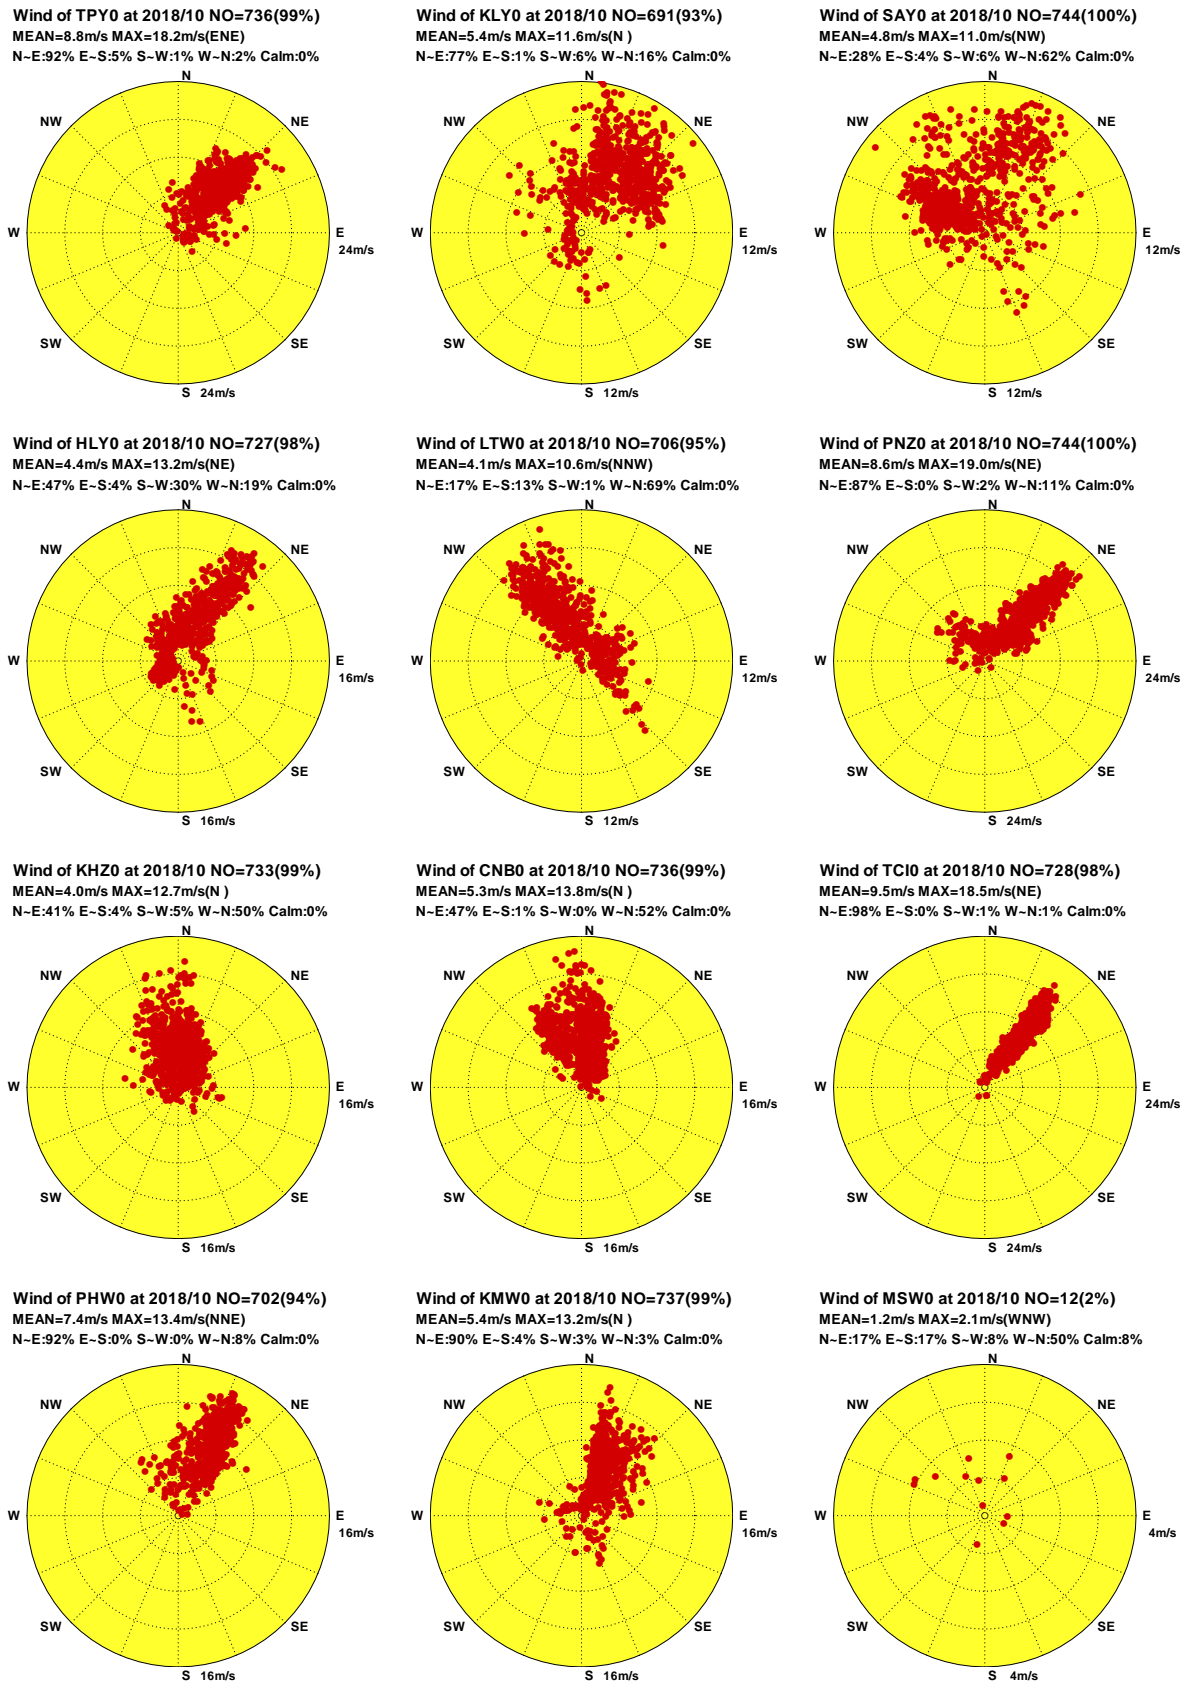 Wind of TPY0 at 2018/10 NO=736(99%)
MEAN=8.8m/s MAX=18.2m/s(ENE)
N~E:92% E~S:5% S~W:1% W~N:2% Calm:0%
N
NW
NE
W
E
24m/s
SW
SE
S 24m/s
Wind of KLY0 at 2018/10 NO=691(93%)
MEAN=5.4m/s MAX=11.6m/s(N )
N~E:77% E~S:1% S~W:6% W~N:16% Calm:0%
N
NW
NE
W
E
12m/s
SW
SE
S 12m/s
Wind of SAY0 at 2018/10 NO=744(100%)
MEAN=4.8m/s MAX=11.0m/s(NW)
N~E:28% E~S:4% S~W:6% W~N:62% Calm:0%
N
NW
NE
W
E
12m/s
SW
SE
S 12m/s
Wind of HLY0 at 2018/10 NO=727(98%)
MEAN=4.4m/s MAX=13.2m/s(NE)
N~E:47% E~S:4% S~W:30% W~N:19% Calm:0%
N
NW
NE
W
E
16m/s
SW
SE
S 16m/s
Wind of LTW0 at 2018/10 NO=706(95%)
MEAN=4.1m/s MAX=10.6m/s(NNW)
N~E:17% E~S:13% S~W:1% W~N:69% Calm:0%
N
NW
NE
W
E
12m/s
SW
SE
S 12m/s
Wind of PNZ0 at 2018/10 NO=744(100%)
MEAN=8.6m/s MAX=19.0m/s(NE)
N~E:87% E~S:0% S~W:2% W~N:11% Calm:0%
N
NW
NE
W
E
24m/s
SW
SE
S 24m/s
Wind of KHZ0 at 2018/10 NO=733(99%)
MEAN=4.0m/s MAX=12.7m/s(N )
N~E:41% E~S:4% S~W:5% W~N:50% Calm:0%
N
NW
NE
W
E
16m/s
SW
SE
S 16m/s
Wind of CNB0 at 2018/10 NO=736(99%)
MEAN=5.3m/s MAX=13.8m/s(N )
N~E:47% E~S:1% S~W:0% W~N:52% Calm:0%
N
NW
NE
W
E
16m/s
SW
SE
S 16m/s
Wind of TCI0 at 2018/10 NO=728(98%)
MEAN=9.5m/s MAX=18.5m/s(NE)
N~E:98% E~S:0% S~W:1% W~N:1% Calm:0%
N
NW
NE
W
E
24m/s
SW
SE
S 24m/s
Wind of PHW0 at 2018/10 NO=702(94%)
MEAN=7.4m/s MAX=13.4m/s(NNE)
N~E:92% E~S:0% S~W:0% W~N:8% Calm:0%
N
NW
NE
W
E
16m/s
SW
SE
S 16m/s
Wind of KMW0 at 2018/10 NO=737(99%)
MEAN=5.4m/s MAX=13.2m/s(N )
N~E:90% E~S:4% S~W:3% W~N:3% Calm:0%
N
NW
NE
W
E
16m/s
SW
SE
S 16m/s
Wind of MSW0 at 2018/10 NO=12(2%)
MEAN=1.2m/s MAX=2.1m/s(WNW)
N~E:17% E~S:17% S~W:8% W~N:50% Calm:8%
N
NW
NE
W
E
4m/s
SW
SE
S 4m/s